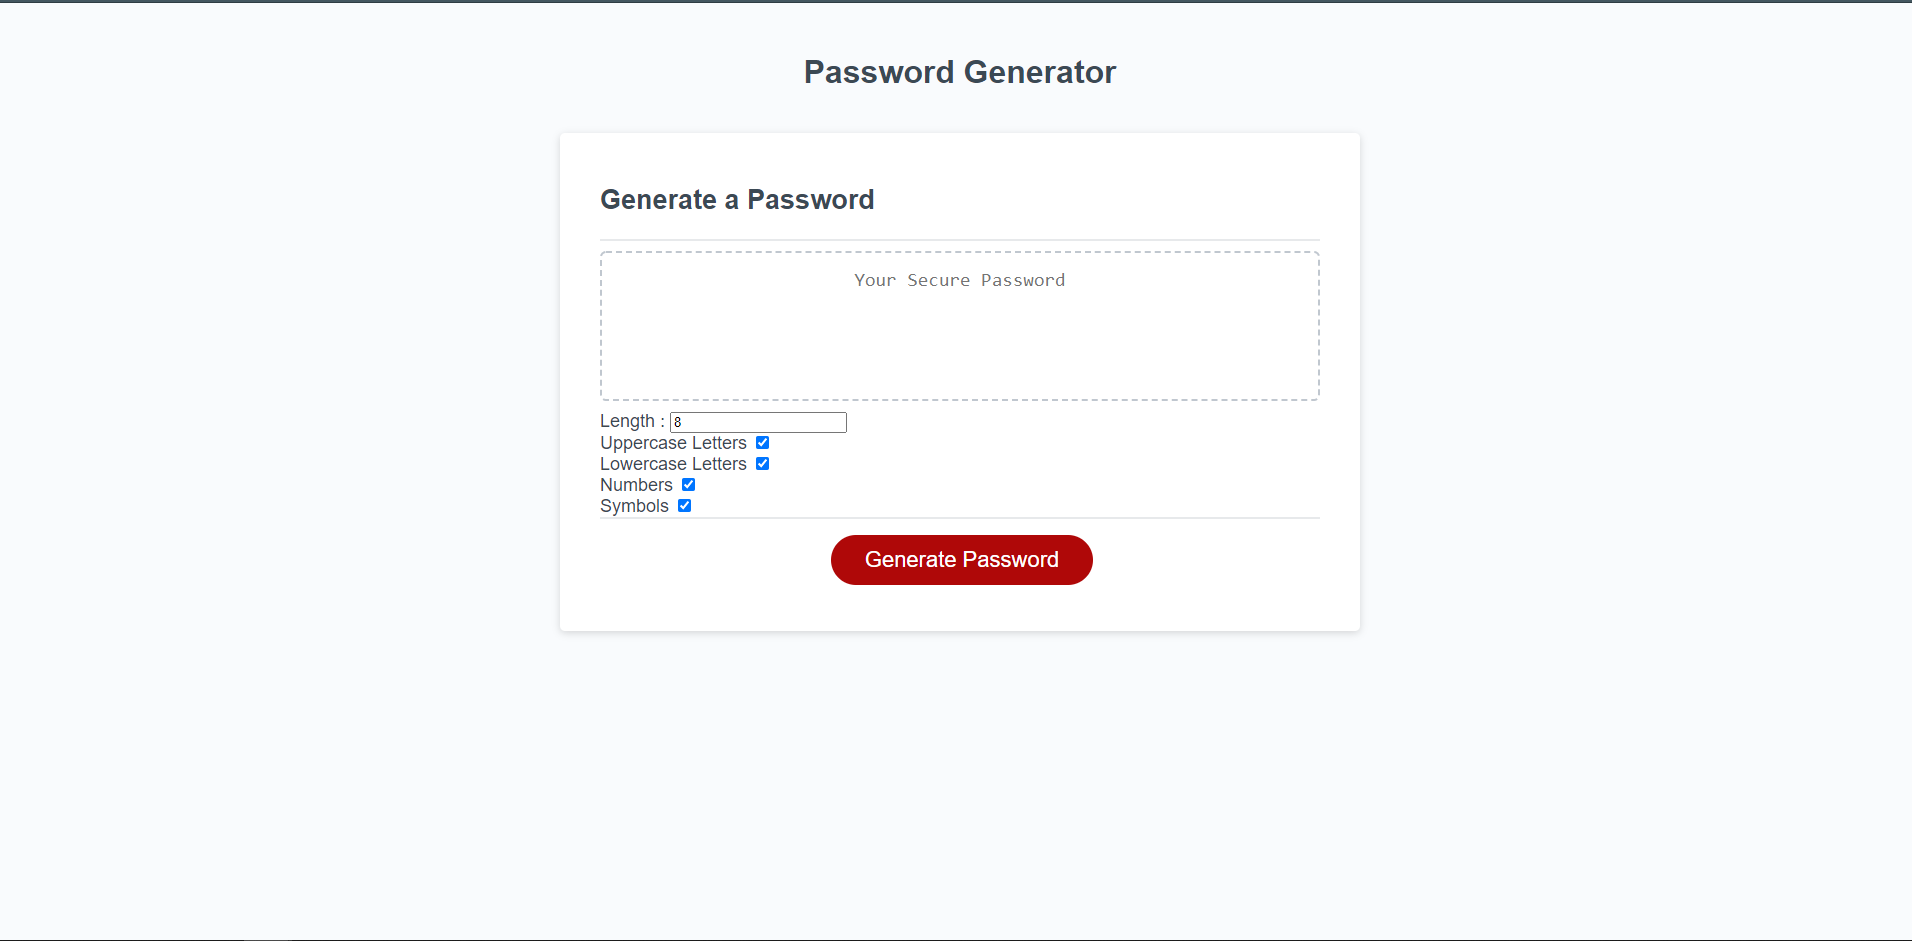 Password Generator
Generate a Password
Your Secure Password
Length : 8
Uppercase Letters
Lowercase Letters
Numbers
Symbols
Generate Password